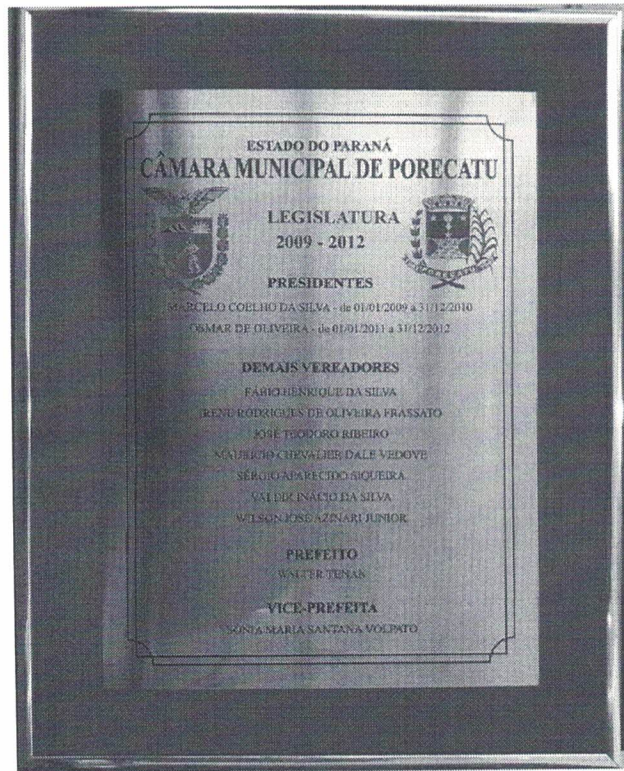 ESTADO DO PARANÁ
CÂMARA MUNICIPAL DE PORECATU
LEGISLATURA
2009 - 2012
PORECATU
PRESIDENTES
MARCELO COELHO DA SILVA - de 01/01/2009 a 31/12/2010
OSMAR DE OLIVEIRA - de 01/01/2011 a 31/12/2012
DEMAIS VEREADORES
FÁBIO HENRIQUE DA SILVA
IRENE RODRIGUES DE OLIVEIRA FRASSATO
JOSÉ TEODORO RIBEIRO
MAURICIO CHEVALIER DALE VEDOVE
SÉRGIO APARECIDO SIQUEIRA
VALDIR INÁCIO DA SILVA
WILSON JOSÉ AZINARI JUNIOR
PREFEITO
WALTER TENAN
VICE-PREFEITA
SONIA MARIA SANTANA VOLPATO